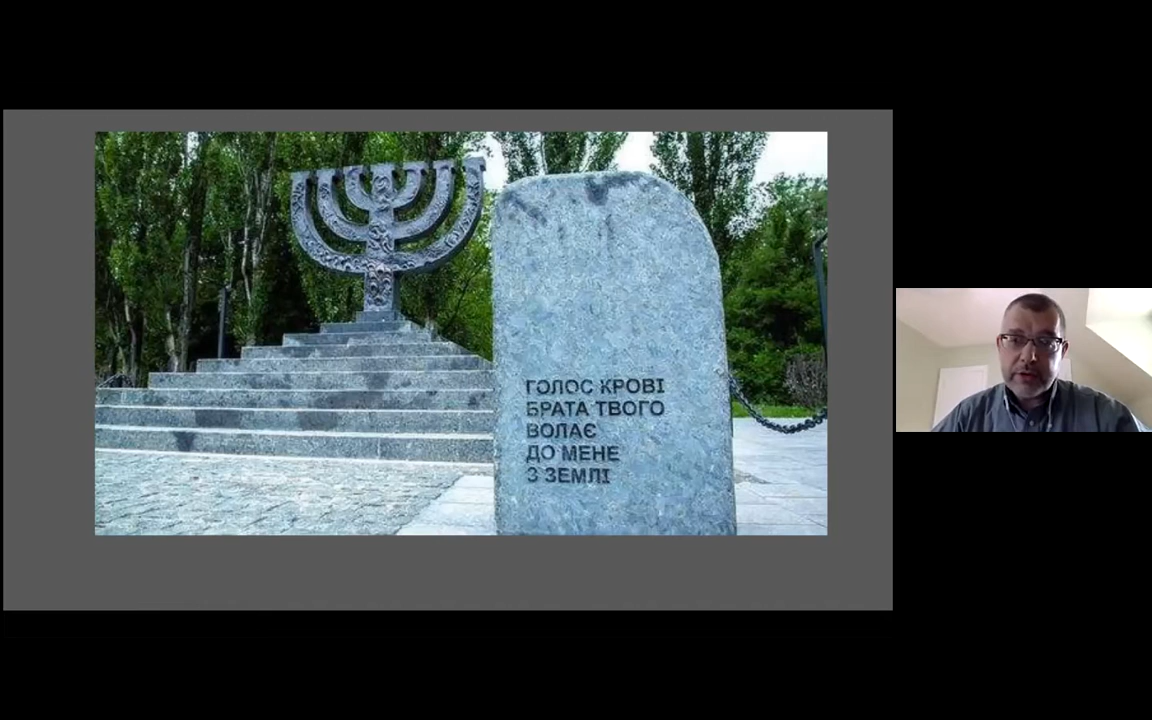 ГОЛОС КРОВІ
БРАТА ТВОГО
ВОЛАЄ
ДО МЕНЕ
З ЗЕМЛІ